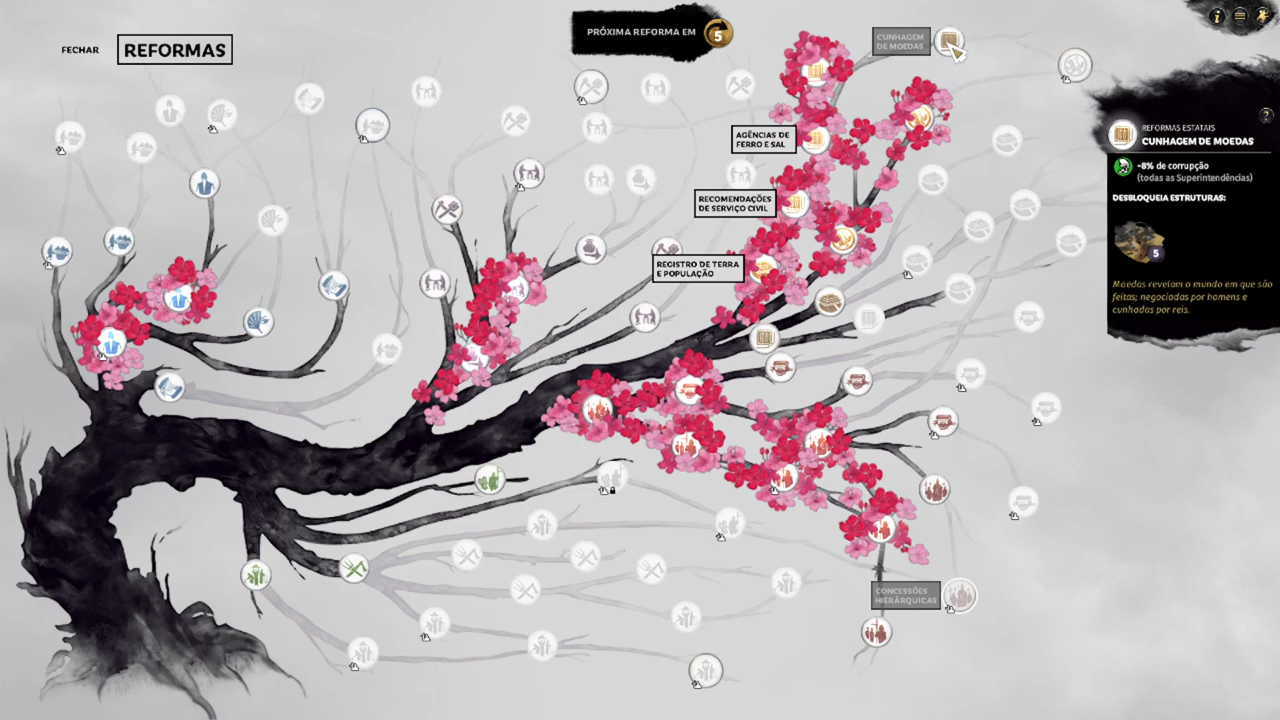 FECHAR
REFORMAS
PRÓXIMA REFORMA EM
5
CUNHAGEM
DE MOEDAS
AGÊNCIAS DE
FERRO E SAL
RECOMENDAÇÕES
DE SERVIÇO CIVIL
REGISTRO DE TERRA
E POPULAÇÃO
CONCESSÕES
HIERÁRQUICAS
?
REFORMAS ESTATAIS
CUNHAGEM DE MOEDAS
-8% de corrupção
(todas as Superintendências)
DESBLOQUEIA ESTRUTURAS:
5
Moedas revelam o mundo em que são
feitas; negociadas por homens e
cunhadas por reis.